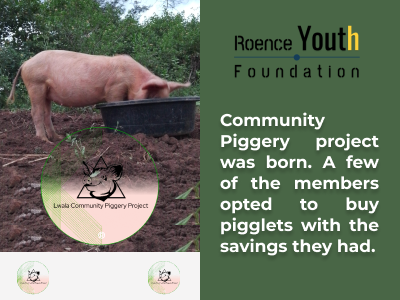 Roence Youth
Foundation
Community
Piggery project
was born. A few
of the members
opted to buy
pigglets with the
savings they had.
Lwala Community Piggery Project